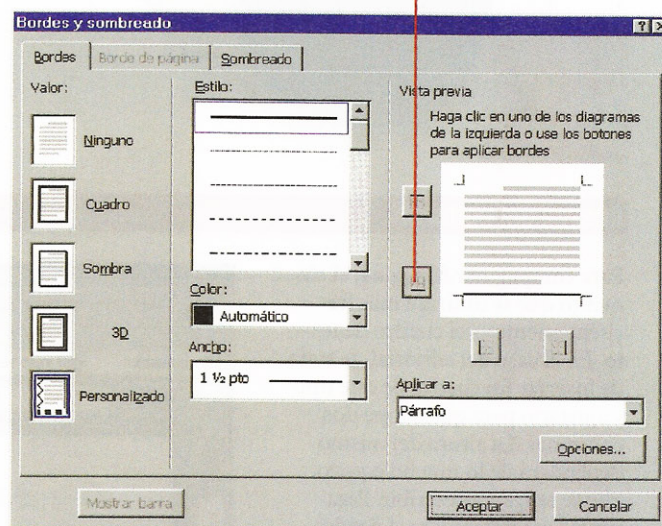 Bordes y sombreado
Bordes
Borde de página
Sombreado
Valor:
Ninguno
Cuadro
Sombra
3D
Personalizado
Estilo:
Color:
Automático
Ancho:
1 ½ pto
Vista previa
Haga clic en uno de los diagramas
de la izquierda o use los botones
para aplicar bordes
Aplicar a:
Párrafo
Opciones...
Mostrar barra
Aceptar
Cancelar